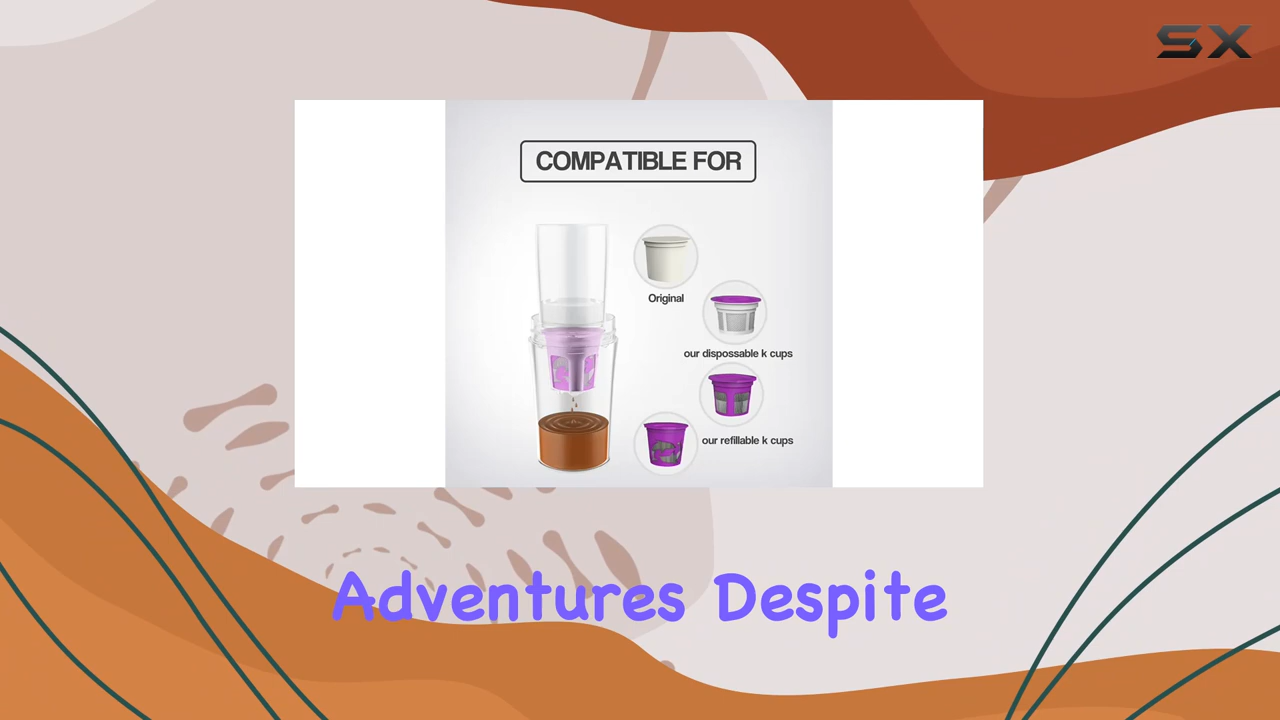 SX
COMPATIBLE FOR
Original
our dispossable k cups
our refillable k cups
Adventures Despite